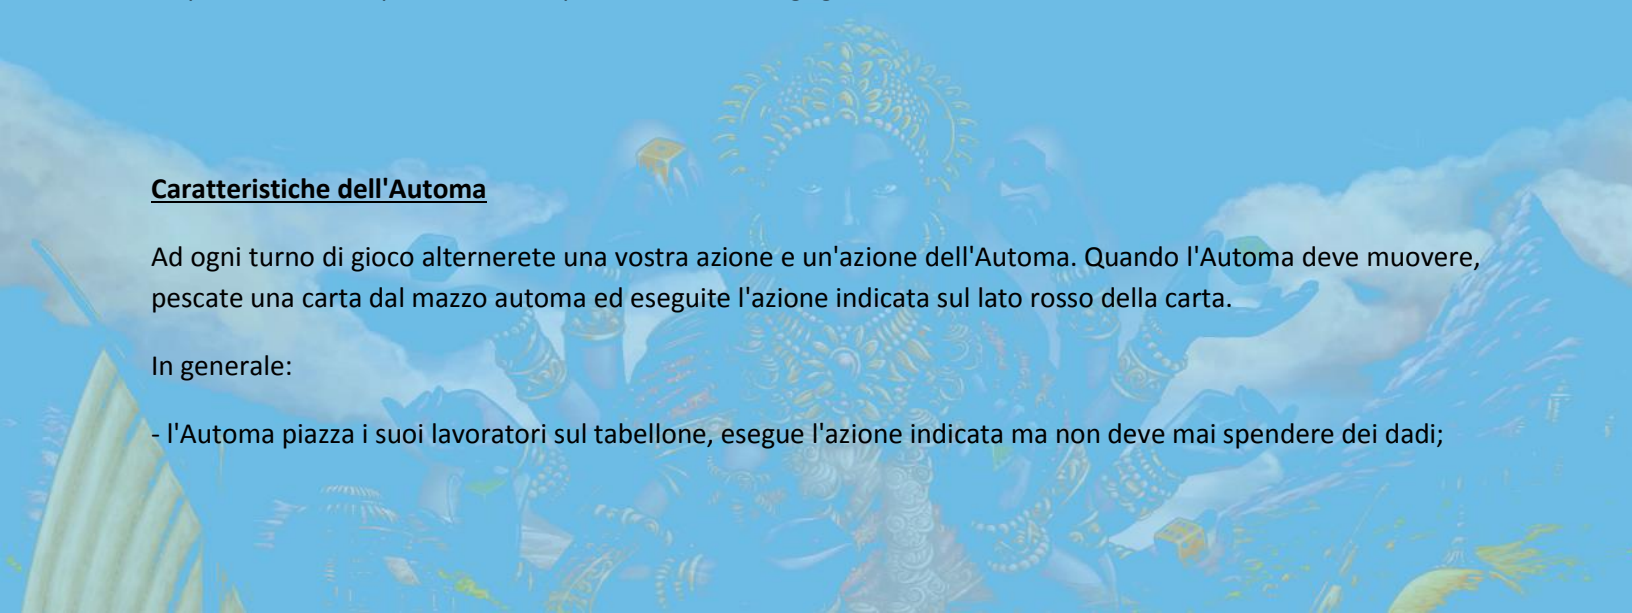 Caratteristiche dell'Automa
Ad ogni turno di gioco alternerete una vostra azione e un'azione dell'Automa. Quando l'Automa deve muovere,
pescate una carta dal mazzo automa ed eseguite l'azione indicata sul lato rosso della carta.
In generale:
- l'Automa piazza i suoi lavoratori sul tabellone, esegue l'azione indicata ma non deve mai spendere dei dadi;